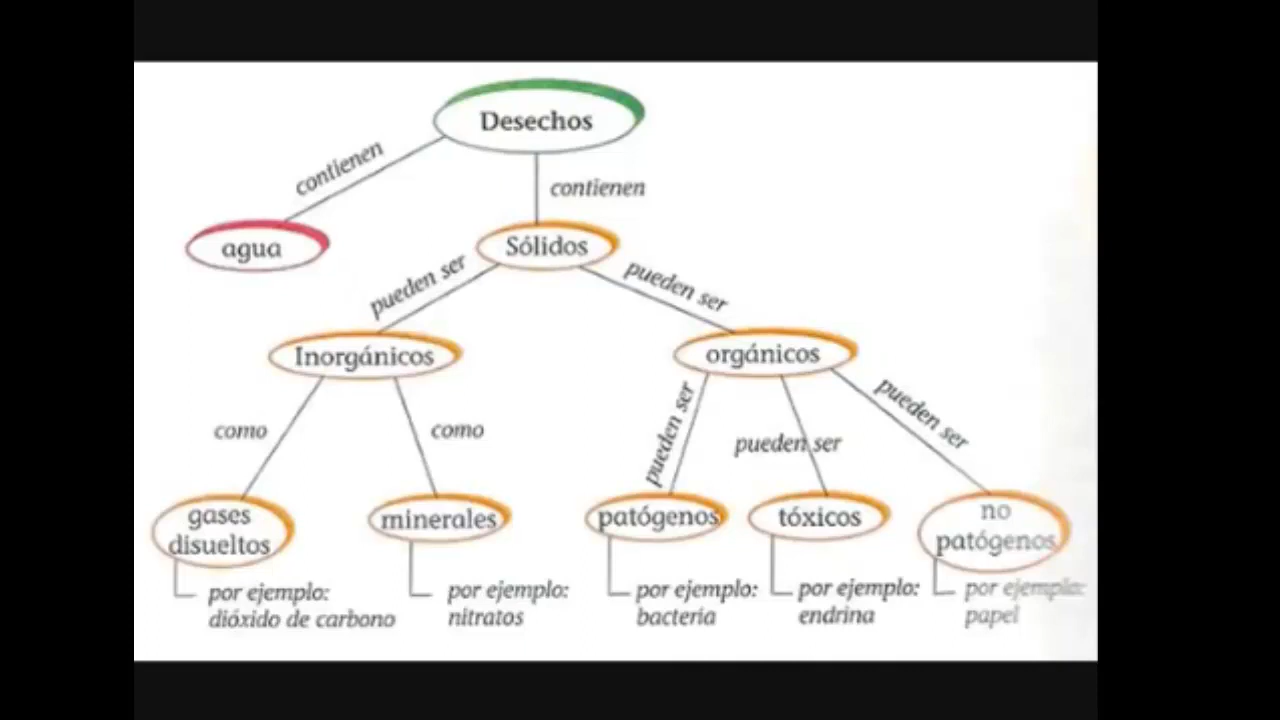 Desechos
contienen
contienen
agua
Sólidos
pueden ser
pueden ser
Inorgánicos
orgánicos
como
como
pueden ser
pueden ser
pueden ser
gases
disueltos
minerales
patógenos
tóxicos
no
patógenos
por ejemplo:
dióxido de carbono
por ejemplo:
nitratos
por ejemplo:
bacteria
por ejemplo:
endrina
por ejemplo:
papel